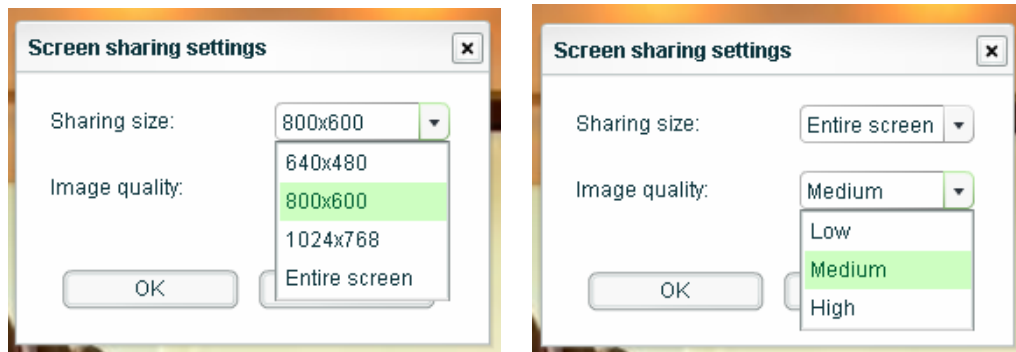 Screen sharing settings
Sharing size:
800x600
640x480
800x600
1024x768
Entire screen
Image quality:
OK
Screen sharing settings
Sharing size:
Entire screen
Image quality:
Medium
Low
Medium
High
OK